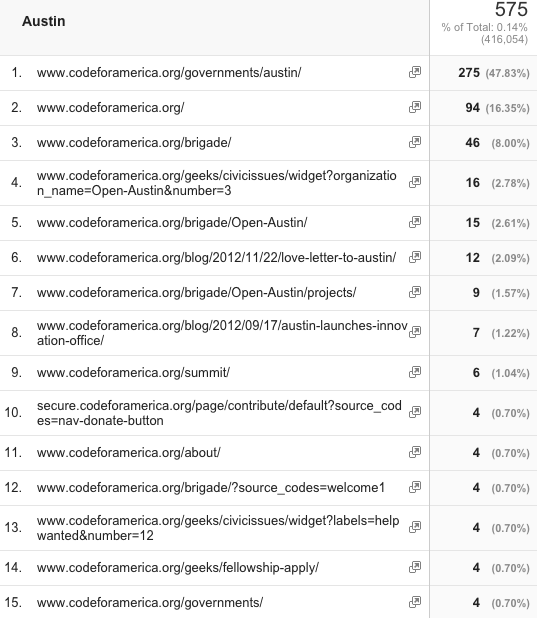 Austin
575
% of Total: 0.14%
(416,054)
1. www.codeforamerica.org/governments/austin/ 275 (47.83%)
2. www.codeforamerica.org/ 94 (16.35%)
3. www.codeforamerica.org/brigade/ 46 (8.00%)
4. www.codeforamerica.org/geeks/civicissues/widget?organizatio
n_name=Open-Austin&number=3 16 (2.78%)
5. www.codeforamerica.org/brigade/Open-Austin/ 15 (2.61%)
6. www.codeforamerica.org/blog/2012/11/22/love-letter-to-austin/ 12 (2.09%)
7. www.codeforamerica.org/brigade/Open-Austin/projects/ 9 (1.57%)
8. www.codeforamerica.org/blog/2012/09/17/austin-launches-innov
ation-office/ 7 (1.22%)
9. www.codeforamerica.org/summit/ 6 (1.04%)
10. secure.codeforamerica.org/page/contribute/default?source_cod
es=nav-donate-button 4 (0.70%)
11. www.codeforamerica.org/about/ 4 (0.70%)
12. www.codeforamerica.org/brigade/?source_codes=welcome1 4 (0.70%)
13. www.codeforamerica.org/geeks/civicissues/widget?labels=help
wanted&number=12 4 (0.70%)
14. www.codeforamerica.org/geeks/fellowship-apply/ 4 (0.70%)
15. www.codeforamerica.org/governments/ 4 (0.70%)